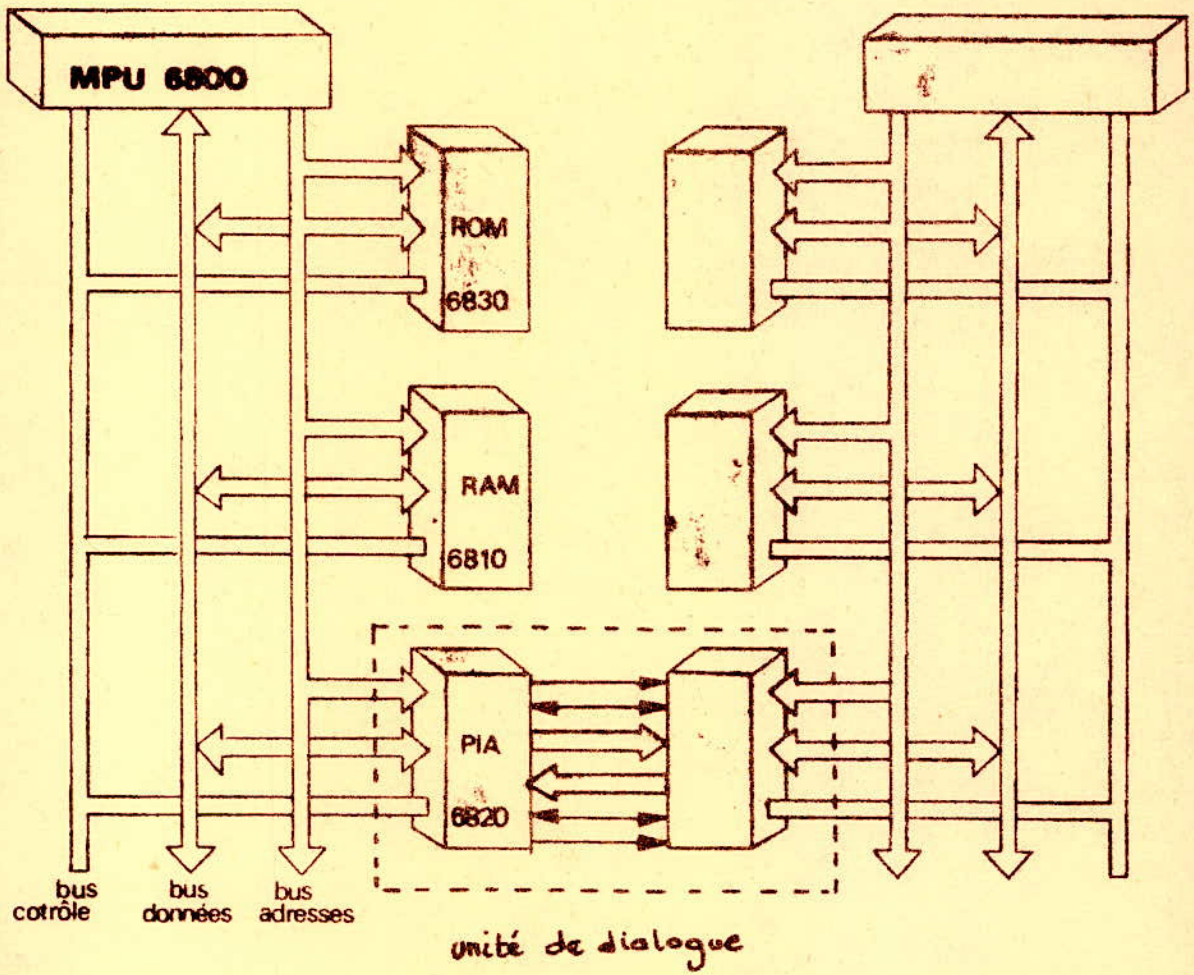 MPU 6800
ROM
6830
RAM
6810
PIA
6820
bus
cotrôle
bus
données
bus
adresses
unité de dialogue